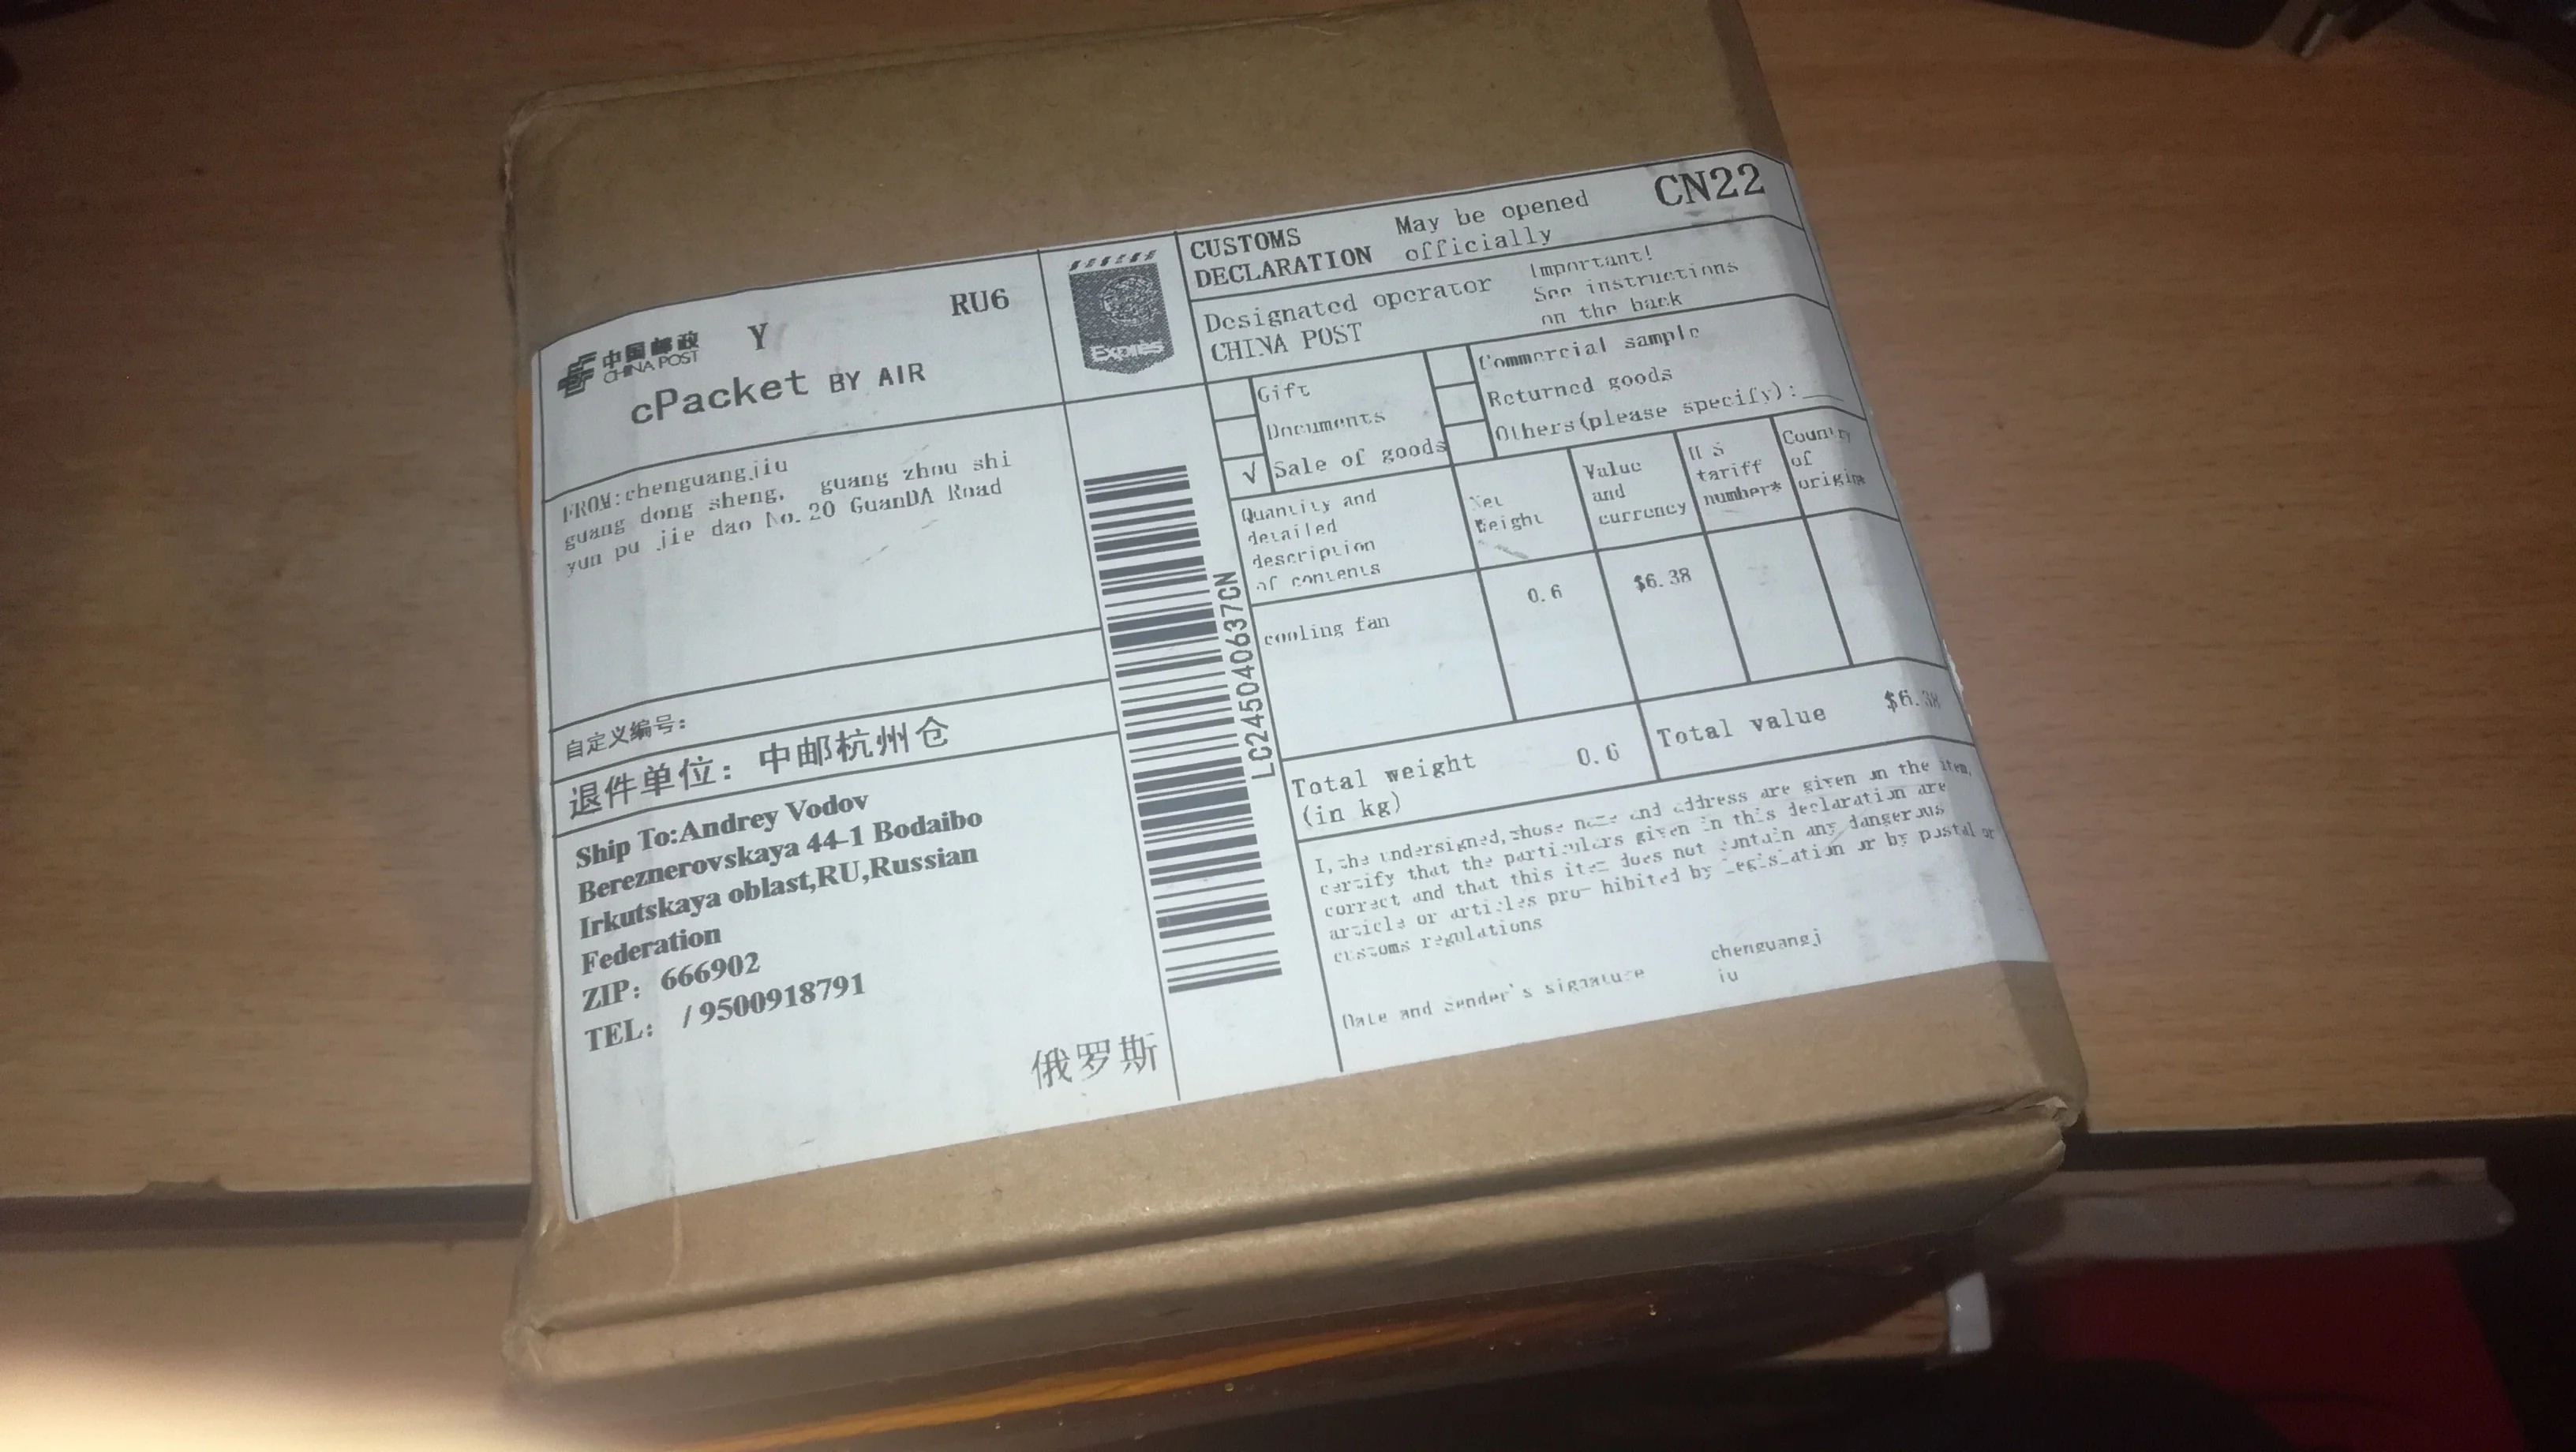 中国邮政
CHINA POST
Y
RU6
cPacket BY AIR
Exprès
FROM:chenguangjiu
guang dong sheng, guang zhou shi
yun pu jie dao No.20 GuanDA Road
自定义编号：
退件单位：中邮杭州仓
Ship To:Andrey Vodov
Bereznerovskaya 44-1 Bodaibo
Irkutskaya oblast,RU,Russian
Federation
ZIP: 666902
TEL: / 9500918791
俄罗斯
LC245040637CN
CUSTOMS
DECLARATION
May be opened
officially
CN22
Designated operator
CHINA POST
Important!
See instructions
on the back
Gift
Documents
√ Sale of goods
Commercial sample
Returned goods
Others(please specify):___
Quantity and
detailed
description
of contents
Net
Weight
Value
and
currency
H S
tariff
number*
Country
of
origin*
cooling fan
0.6
$6.38
Total weight
(in kg)
0.6
Total value
$6.38
I, the undersigned, whose name and address are given on the item,
certify that the particulars given in this declaration are
correct and that this item does not contain any dangerous
article or articles pro- hibited by legislation or by postal or
customs regulations
Date and sender's signature
chenguangj
iu